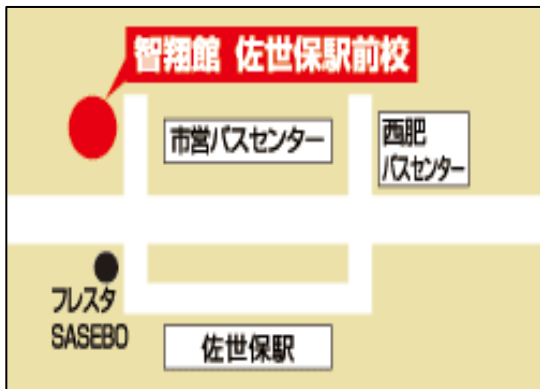 智翔館 佐世保駅前校
市営バスセンター
西肥
バスセンター
フレスタ
SASEBO
佐世保駅